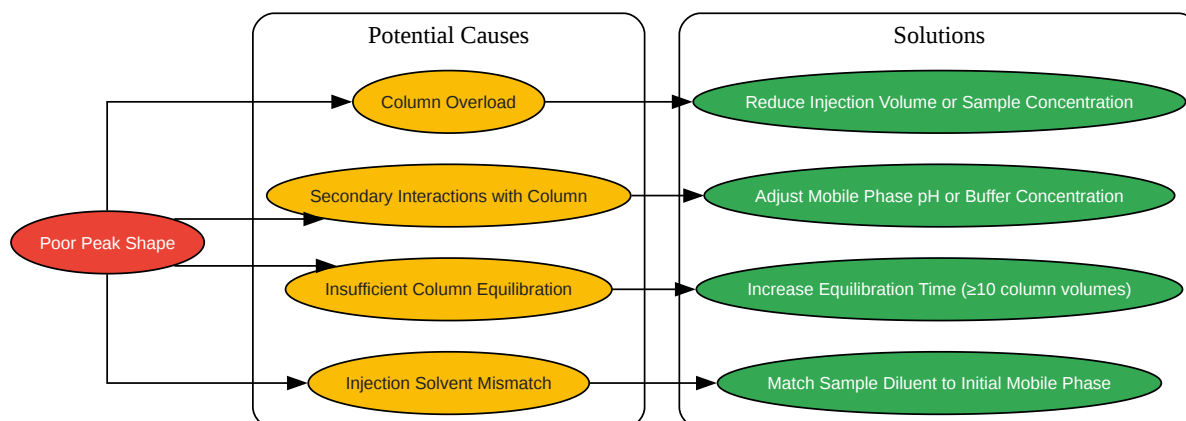 Potential Causes
Solutions
Column Overload
Reduce Injection Volume or Sample Concentration
Secondary Interactions with Column
Adjust Mobile Phase pH or Buffer Concentration
Poor Peak Shape
Insufficient Column Equilibration
Increase Equilibration Time (≥10 column volumes)
Injection Solvent Mismatch
Match Sample Diluent to Initial Mobile Phase